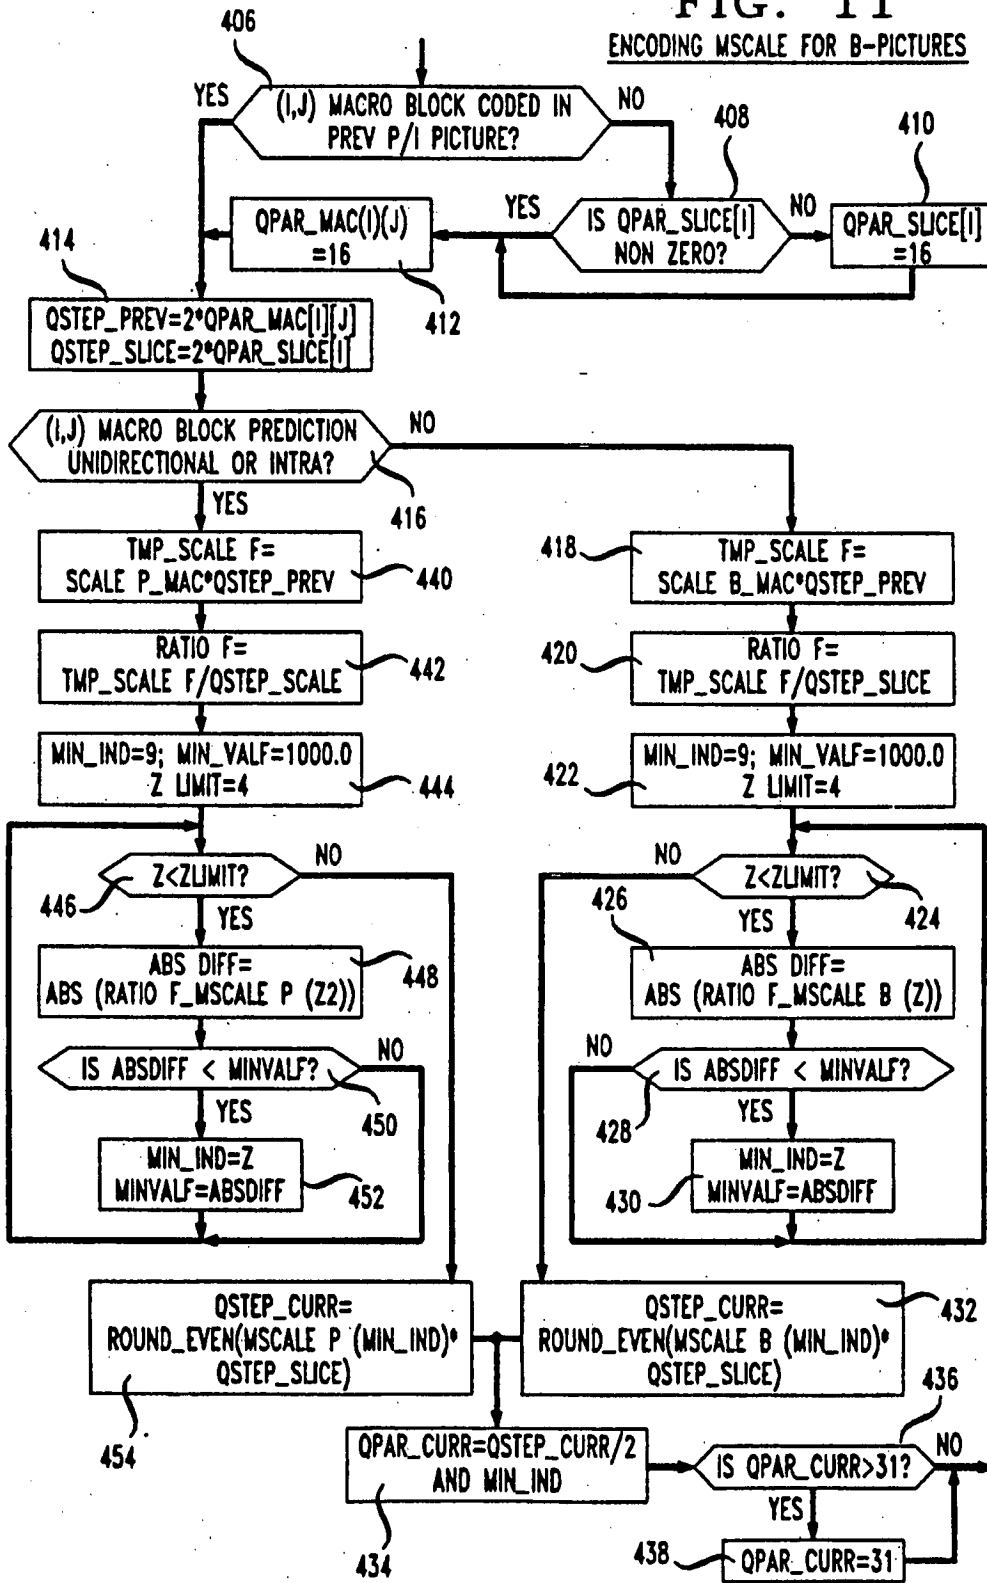 FIG. 11
ENCODING MSCALE FOR B-PICTURES
406
(I,J) MACRO BLOCK CODED IN
PREV P/I PICTURE?
YES
NO
408
410
IS QPAR_SLICE[I]
NON ZERO?
YES
NO
QPAR_SLICE[I]
=16
QPAR_MAC(I)(J)
=16
412
414
QSTEP_PREV=2*QPAR_MAC[I][J]
QSTEP_SLICE=2*QPAR_SLICE[I]
(I,J) MACRO BLOCK PREDICTION
UNIDIRECTIONAL OR INTRA?
NO
YES
416
TMP_SCALE F=
SCALE P_MAC*QSTEP_PREV
440
418
TMP_SCALE F=
SCALE B_MAC*QSTEP_PREV
RATIO F=
TMP_SCALE F/QSTEP_SCALE
442
420
RATIO F=
TMP_SCALE F/QSTEP_SLICE
MIN_IND=9; MIN_VALF=1000.0
Z LIMIT=4
444
422
MIN_IND=9; MIN_VALF=1000.0
Z LIMIT=4
Z<ZLIMIT?
NO
446
YES
NO
Z<ZLIMIT?
424
426
YES
ABS DIFF=
ABS (RATIO F_MSCALE P (Z2))
448
ABS DIFF=
ABS (RATIO F_MSCALE B (Z))
IS ABSDIFF < MINVALF?
NO
450
YES
NO
IS ABSDIFF < MINVALF?
428
YES
MIN_IND=Z
MINVALF=ABSDIFF
452
430
MIN_IND=Z
MINVALF=ABSDIFF
QSTEP_CURR=
ROUND_EVEN(MSCALE P (MIN_IND)*
QSTEP_SLICE)
454
QSTEP_CURR=
ROUND_EVEN(MSCALE B (MIN_IND)*
QSTEP_SLICE)
432
QPAR_CURR=QSTEP_CURR/2
AND MIN_IND
434
436
IS QPAR_CURR>31?
NO
YES
438
QPAR_CURR=31